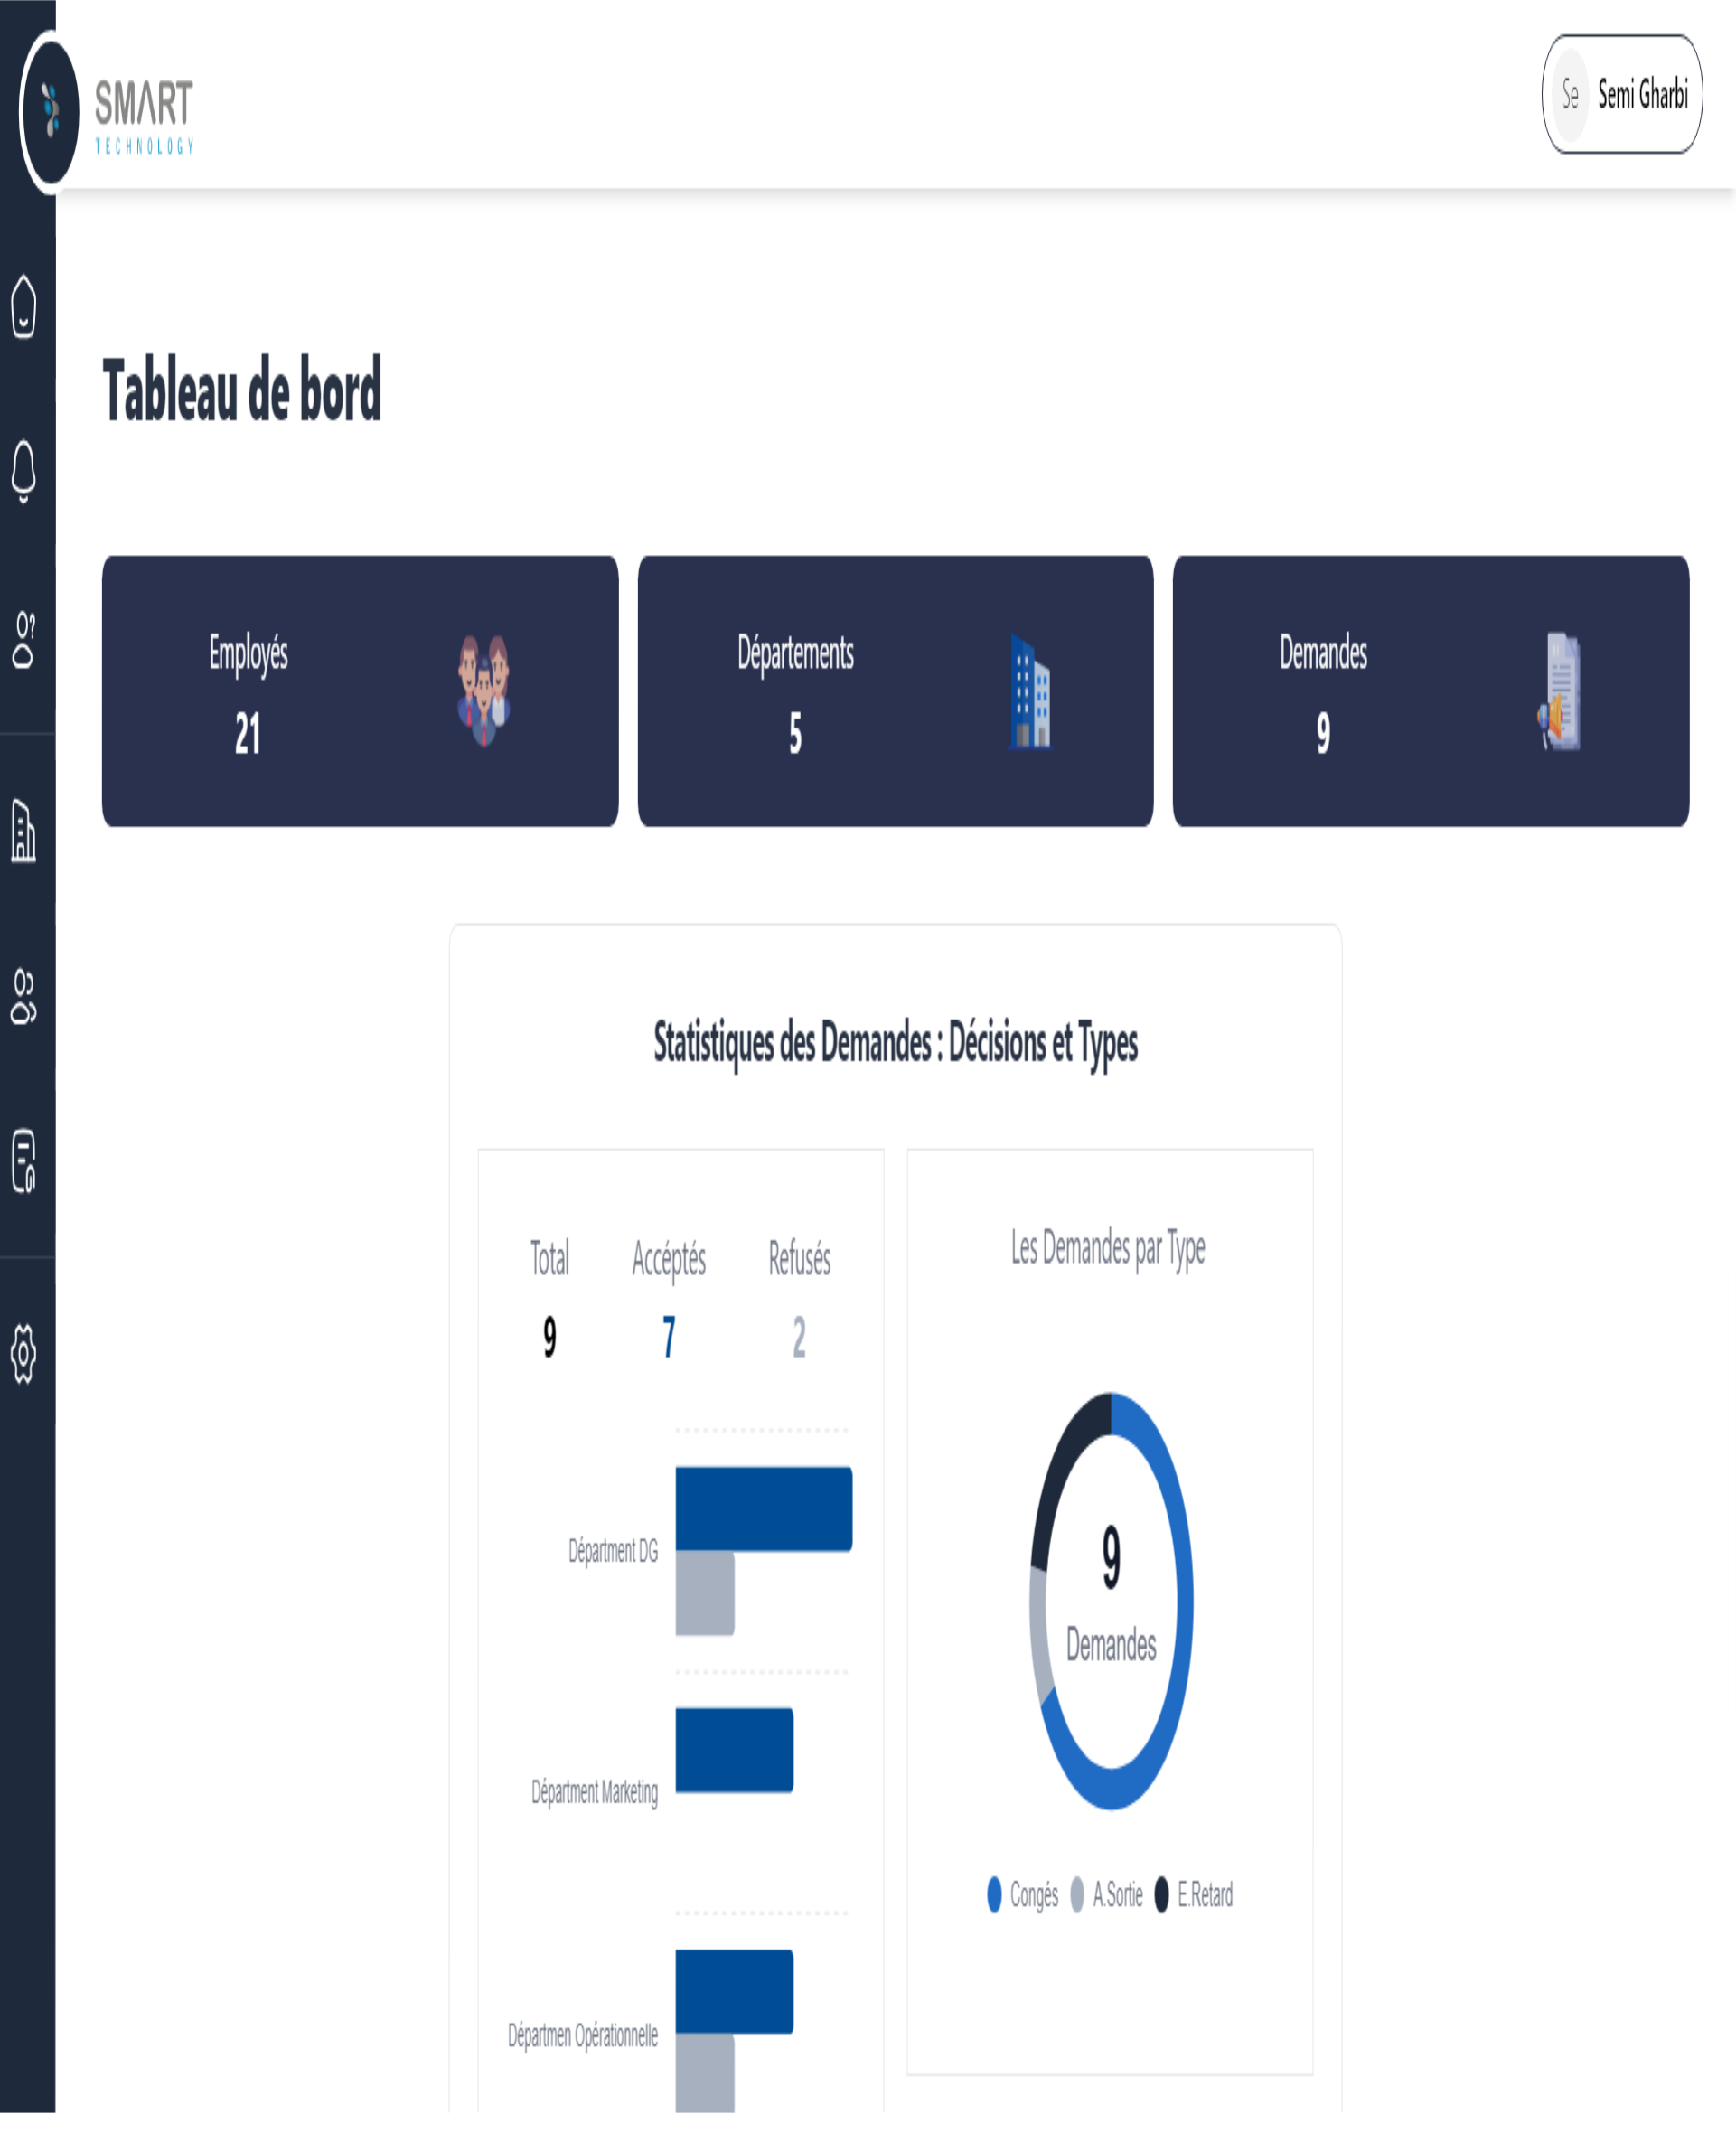 SMART
TECHNOLOGY
Se Semi Gharbi
Tableau de bord
Employés
21
Départements
5
Demandes
9
Statistiques des Demandes : Décisions et Types
Total Accéptés Refusés
9 7 2
Départment DG
Départment Marketing
Départmen Opérationnelle
Les Demandes par Type
9
Demandes
Congés A.Sortie E.Retard